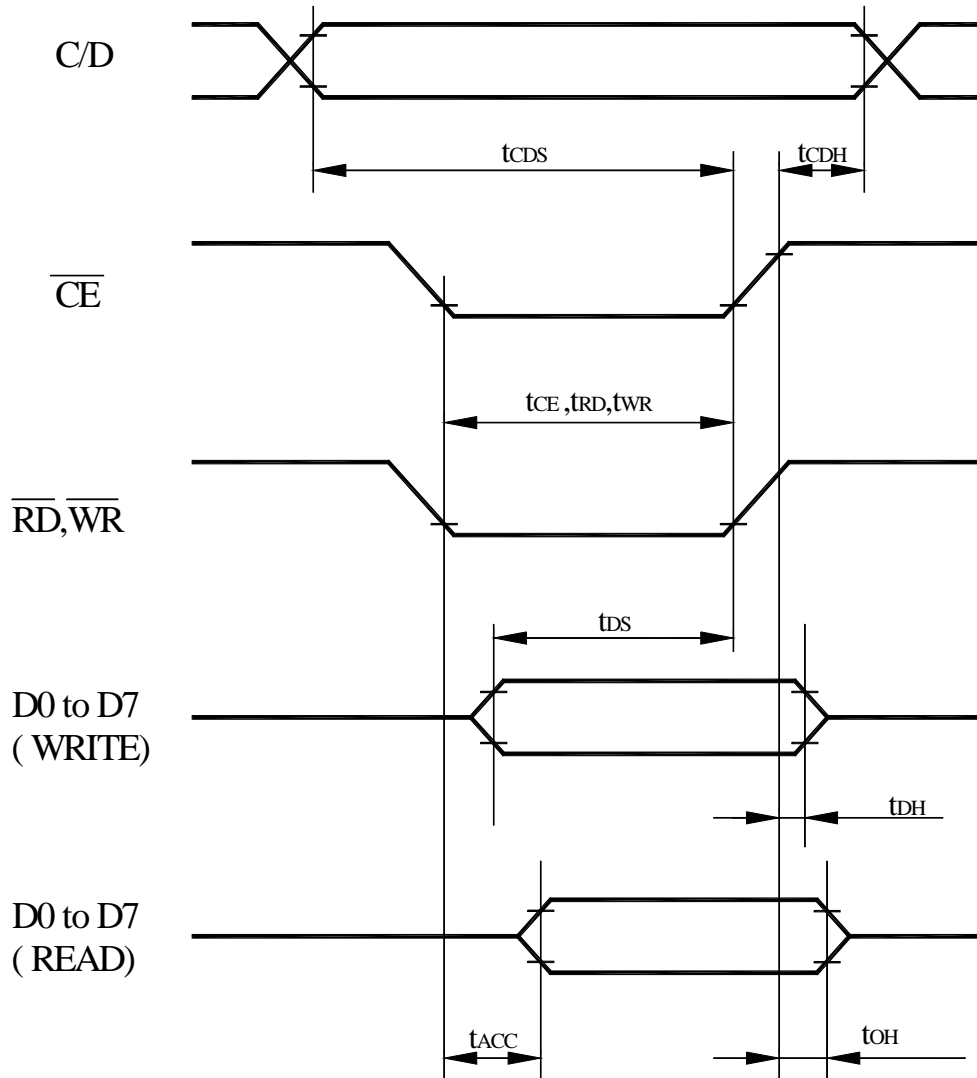 C/D
tCDS
tCDH
CE
tCE ,tRD,tWR
RD,WR
tDS
D0 to D7
( WRITE)
tDH
D0 to D7
( READ)
tACC
tOH